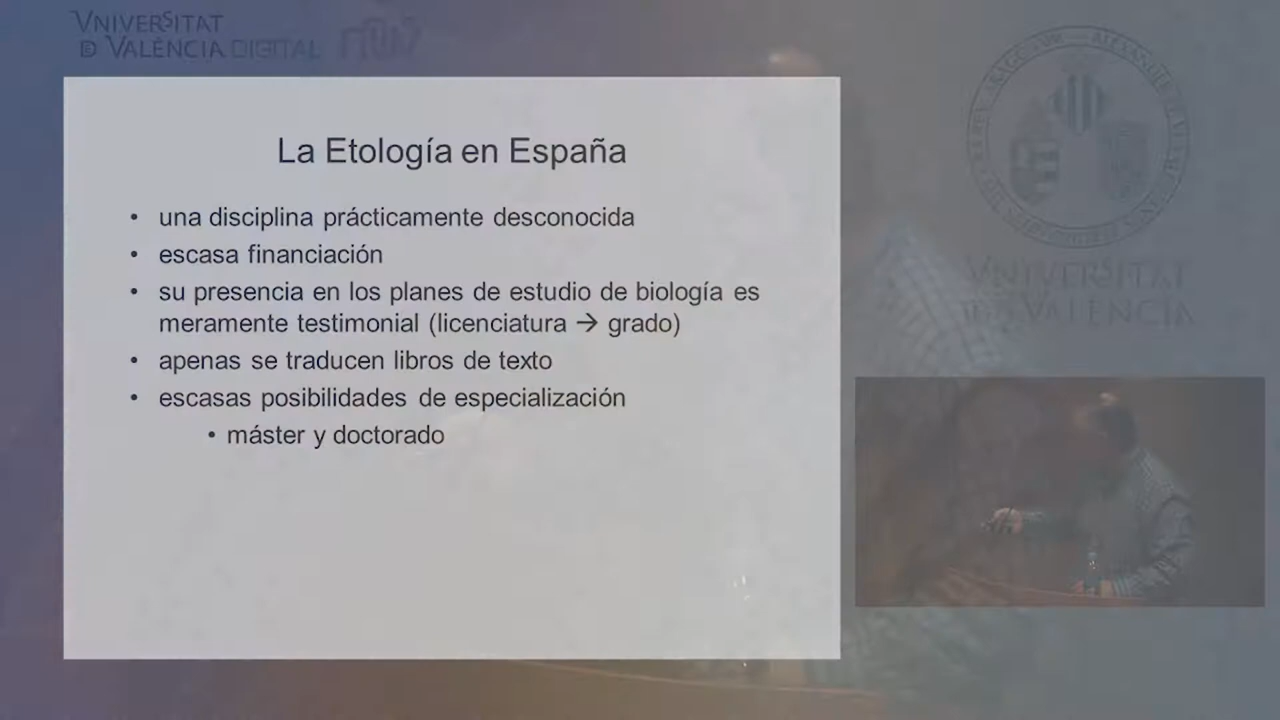 VNIVERSITAT
DE VALÈNCIA DIGITAL
La Etología en España
• una disciplina prácticamente desconocida
• escasa financiación
• su presencia en los planes de estudio de biología es
meramente testimonial (licenciatura → grado)
• apenas se traducen libros de texto
• escasas posibilidades de especialización
• máster y doctorado
VNIVERSITAT
DE VALÈNCIA